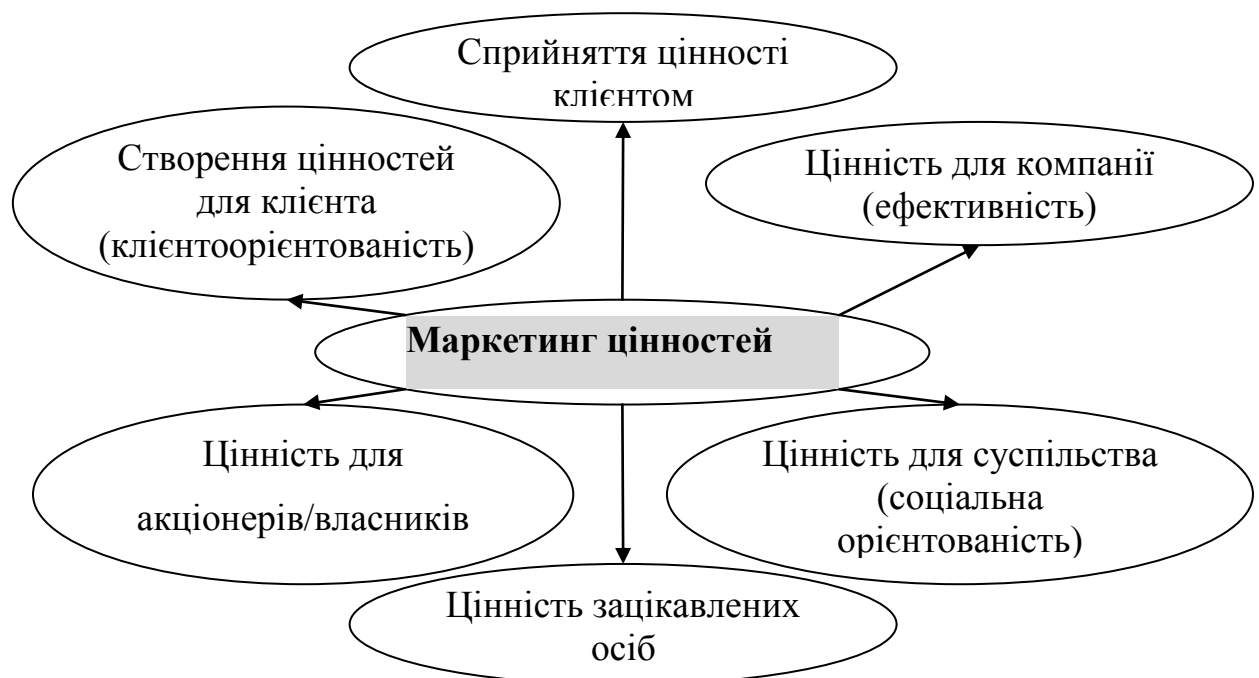 Сприйняття цінності
клієнтом
Створення цінностей
для клієнта
(клієнтоорієнтованість)
Цінність для компанії
(ефективність)
Маркетинг цінностей
Цінність для
акціонерів/власників
Цінність для суспільства
(соціальна
орієнтованість)
Цінність зацікавлених
осіб